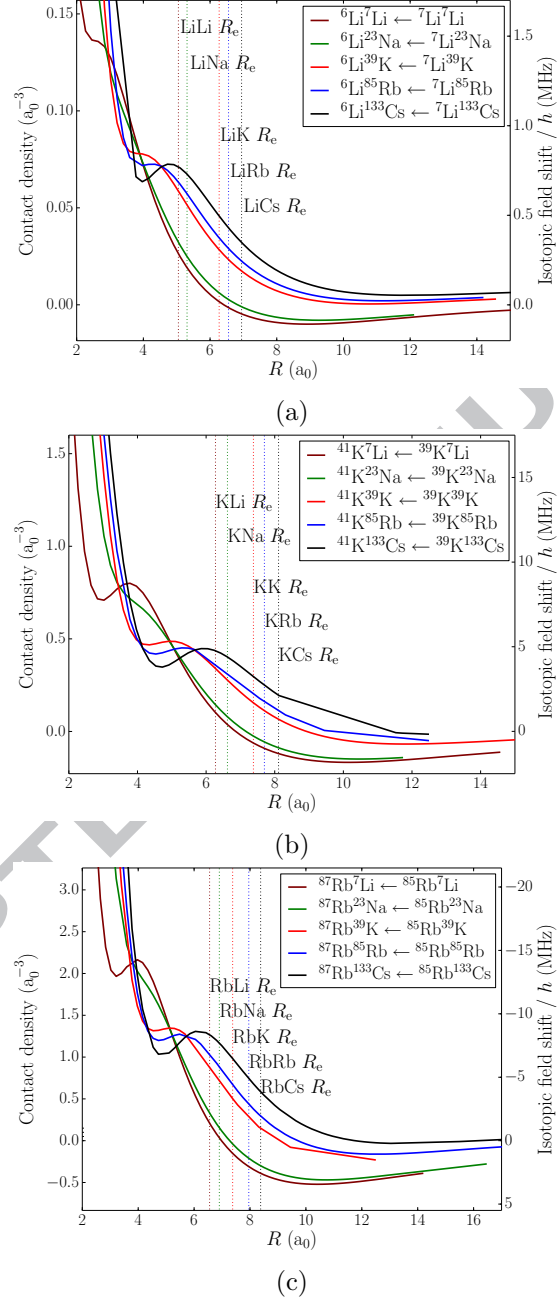 ⁶Li⁷Li ← ⁷Li⁷Li
⁶Li²³Na ← ⁷Li²³Na
⁶Li³⁹K ← ⁷Li³⁹K
⁶Li⁸⁵Rb ← ⁷Li⁸⁵Rb
⁶Li¹³³Cs ← ⁷Li¹³³Cs
LiLi Rₑ
LiNa Rₑ
LiK Rₑ
LiRb Rₑ
LiCs Rₑ
0.15
0.10
0.05
0.00
Contact density (a₀⁻³)
1.5
1.0
0.5
0.0
Isotopic field shift / h (MHz)
2 4 6 8 10 12 14
R (a₀)
(a)
⁴¹K⁷Li ← ³⁹K⁷Li
⁴¹K²³Na ← ³⁹K²³Na
⁴¹K³⁹K ← ³⁹K³⁹K
⁴¹K⁸⁵Rb ← ³⁹K⁸⁵Rb
⁴¹K¹³³Cs ← ³⁹K¹³³Cs
KLi Rₑ
KNa Rₑ
KK Rₑ
KRb Rₑ
KCs Rₑ
1.5
1.0
0.5
0.0
Contact density (a₀⁻³)
15
10
5
0
Isotopic field shift / h (MHz)
2 4 6 8 10 12 14
R (a₀)
(b)
⁸⁷Rb⁷Li ← ⁸⁵Rb⁷Li
⁸⁷Rb²³Na ← ⁸⁵Rb²³Na
⁸⁷Rb³⁹K ← ⁸⁵Rb³⁹K
⁸⁷Rb⁸⁵Rb ← ⁸⁵Rb⁸⁵Rb
⁸⁷Rb¹³³Cs ← ⁸⁵Rb¹³³Cs
RbLi Rₑ
RbNa Rₑ
RbK Rₑ
RbRb Rₑ
RbCs Rₑ
3.0
2.5
2.0
1.5
1.0
0.5
0.0
−0.5
Contact density (a₀⁻³)
−20
−15
−10
−5
0
5
Isotopic field shift / h (MHz)
2 4 6 8 10 12 14 16
R (a₀)
(c)